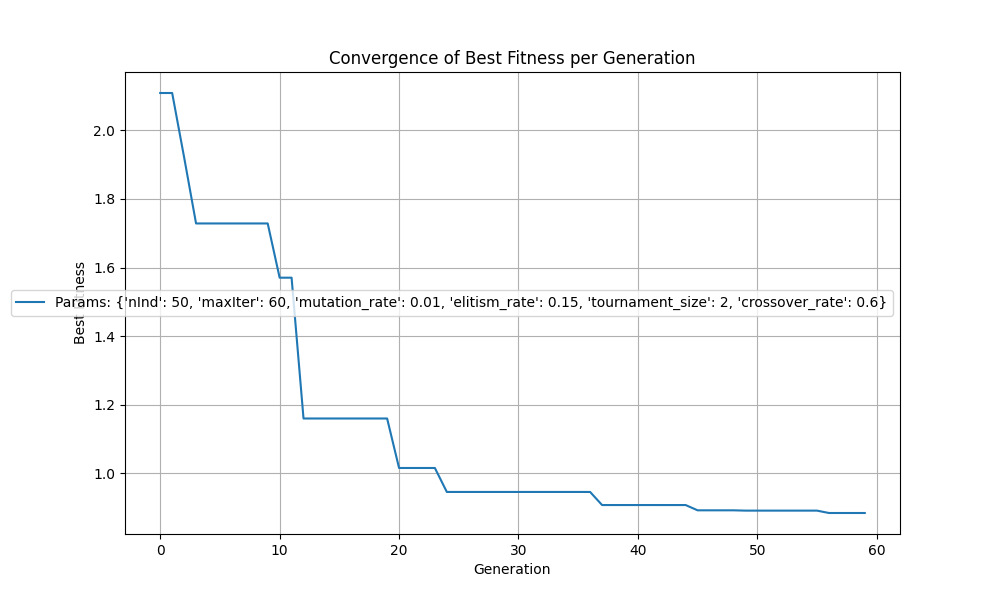 Convergence of Best Fitness per Generation
2.0
1.8
1.6
Params: {'nInd': 50, 'maxIter': 60, 'mutation_rate': 0.01, 'elitism_rate': 0.15, 'tournament_size': 2, 'crossover_rate': 0.6}
Best Fitness
1.4
1.2
1.0
0 10 20 30 40 50 60
Generation